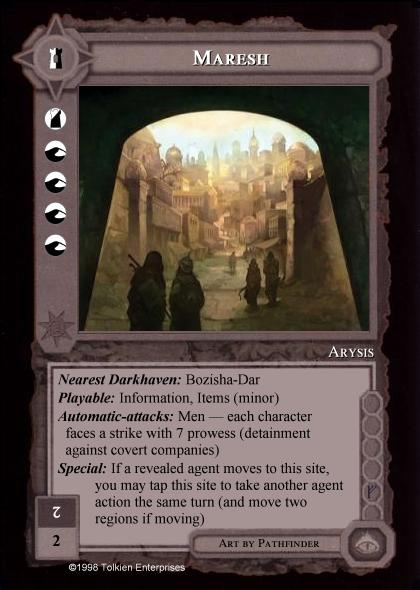 Maresh
Arysis
Nearest Darkhaven: Bozisha-Dar
Playable: Information, Items (minor)
Automatic-attacks: Men — each character
faces a strike with 7 prowess (detainment
against covert companies)
Special: If a revealed agent moves to this site,
you may tap this site to take another agent
action the same turn (and move two
regions if moving)
2
2
Art by Pathfinder
©1998 Tolkien Enterprises